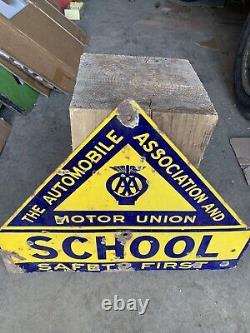 THE AUTOMOBILE
ASSOCIATION AND
AA
MOTOR UNION
SCHOOL
SAFETY FIRST